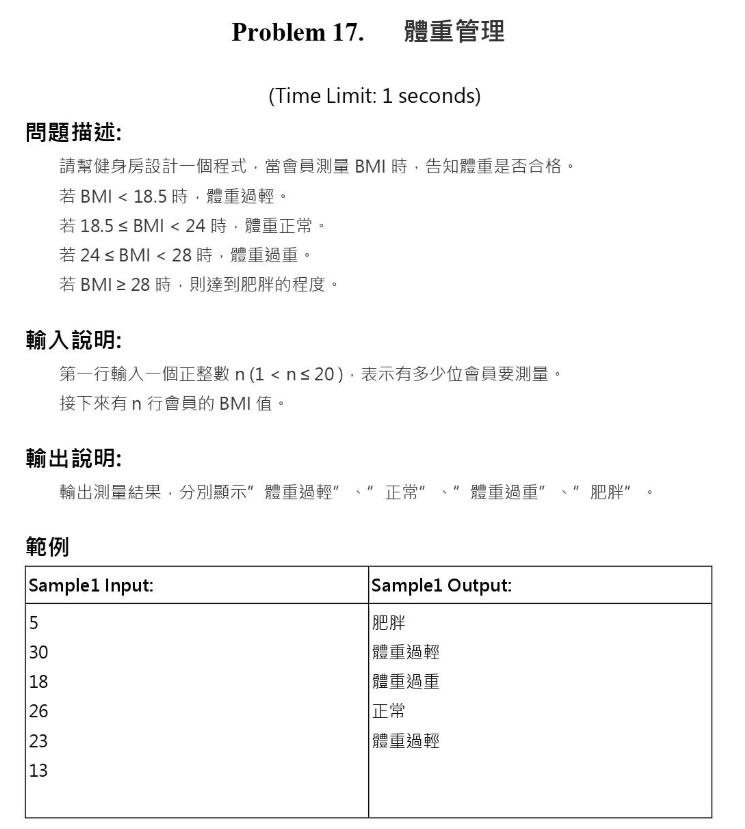 Problem 17. 體重管理
(Time Limit: 1 seconds)
問題描述:
請幫健身房設計一個程式，當會員測量 BMI 時，告知體重是否合格。
若 BMI < 18.5 時，體重過輕。
若 18.5 ≤ BMI < 24 時，體重正常。
若 24 ≤ BMI < 28 時，體重過重。
若 BMI ≥ 28 時，則達到肥胖的程度。
輸入說明:
第一行輸入一個正整數 n (1 < n ≤ 20 )，表示有多少位會員要測量。
接下來有 n 行會員的 BMI 值。
輸出說明:
輸出測量結果，分別顯示”體重過輕”、“正常“、”體重過重”、“肥胖”。
範例
Sample1 Input: Sample1 Output:
5 肥胖
30 體重過輕
18 體重過重
26 正常
23 體重過輕
13